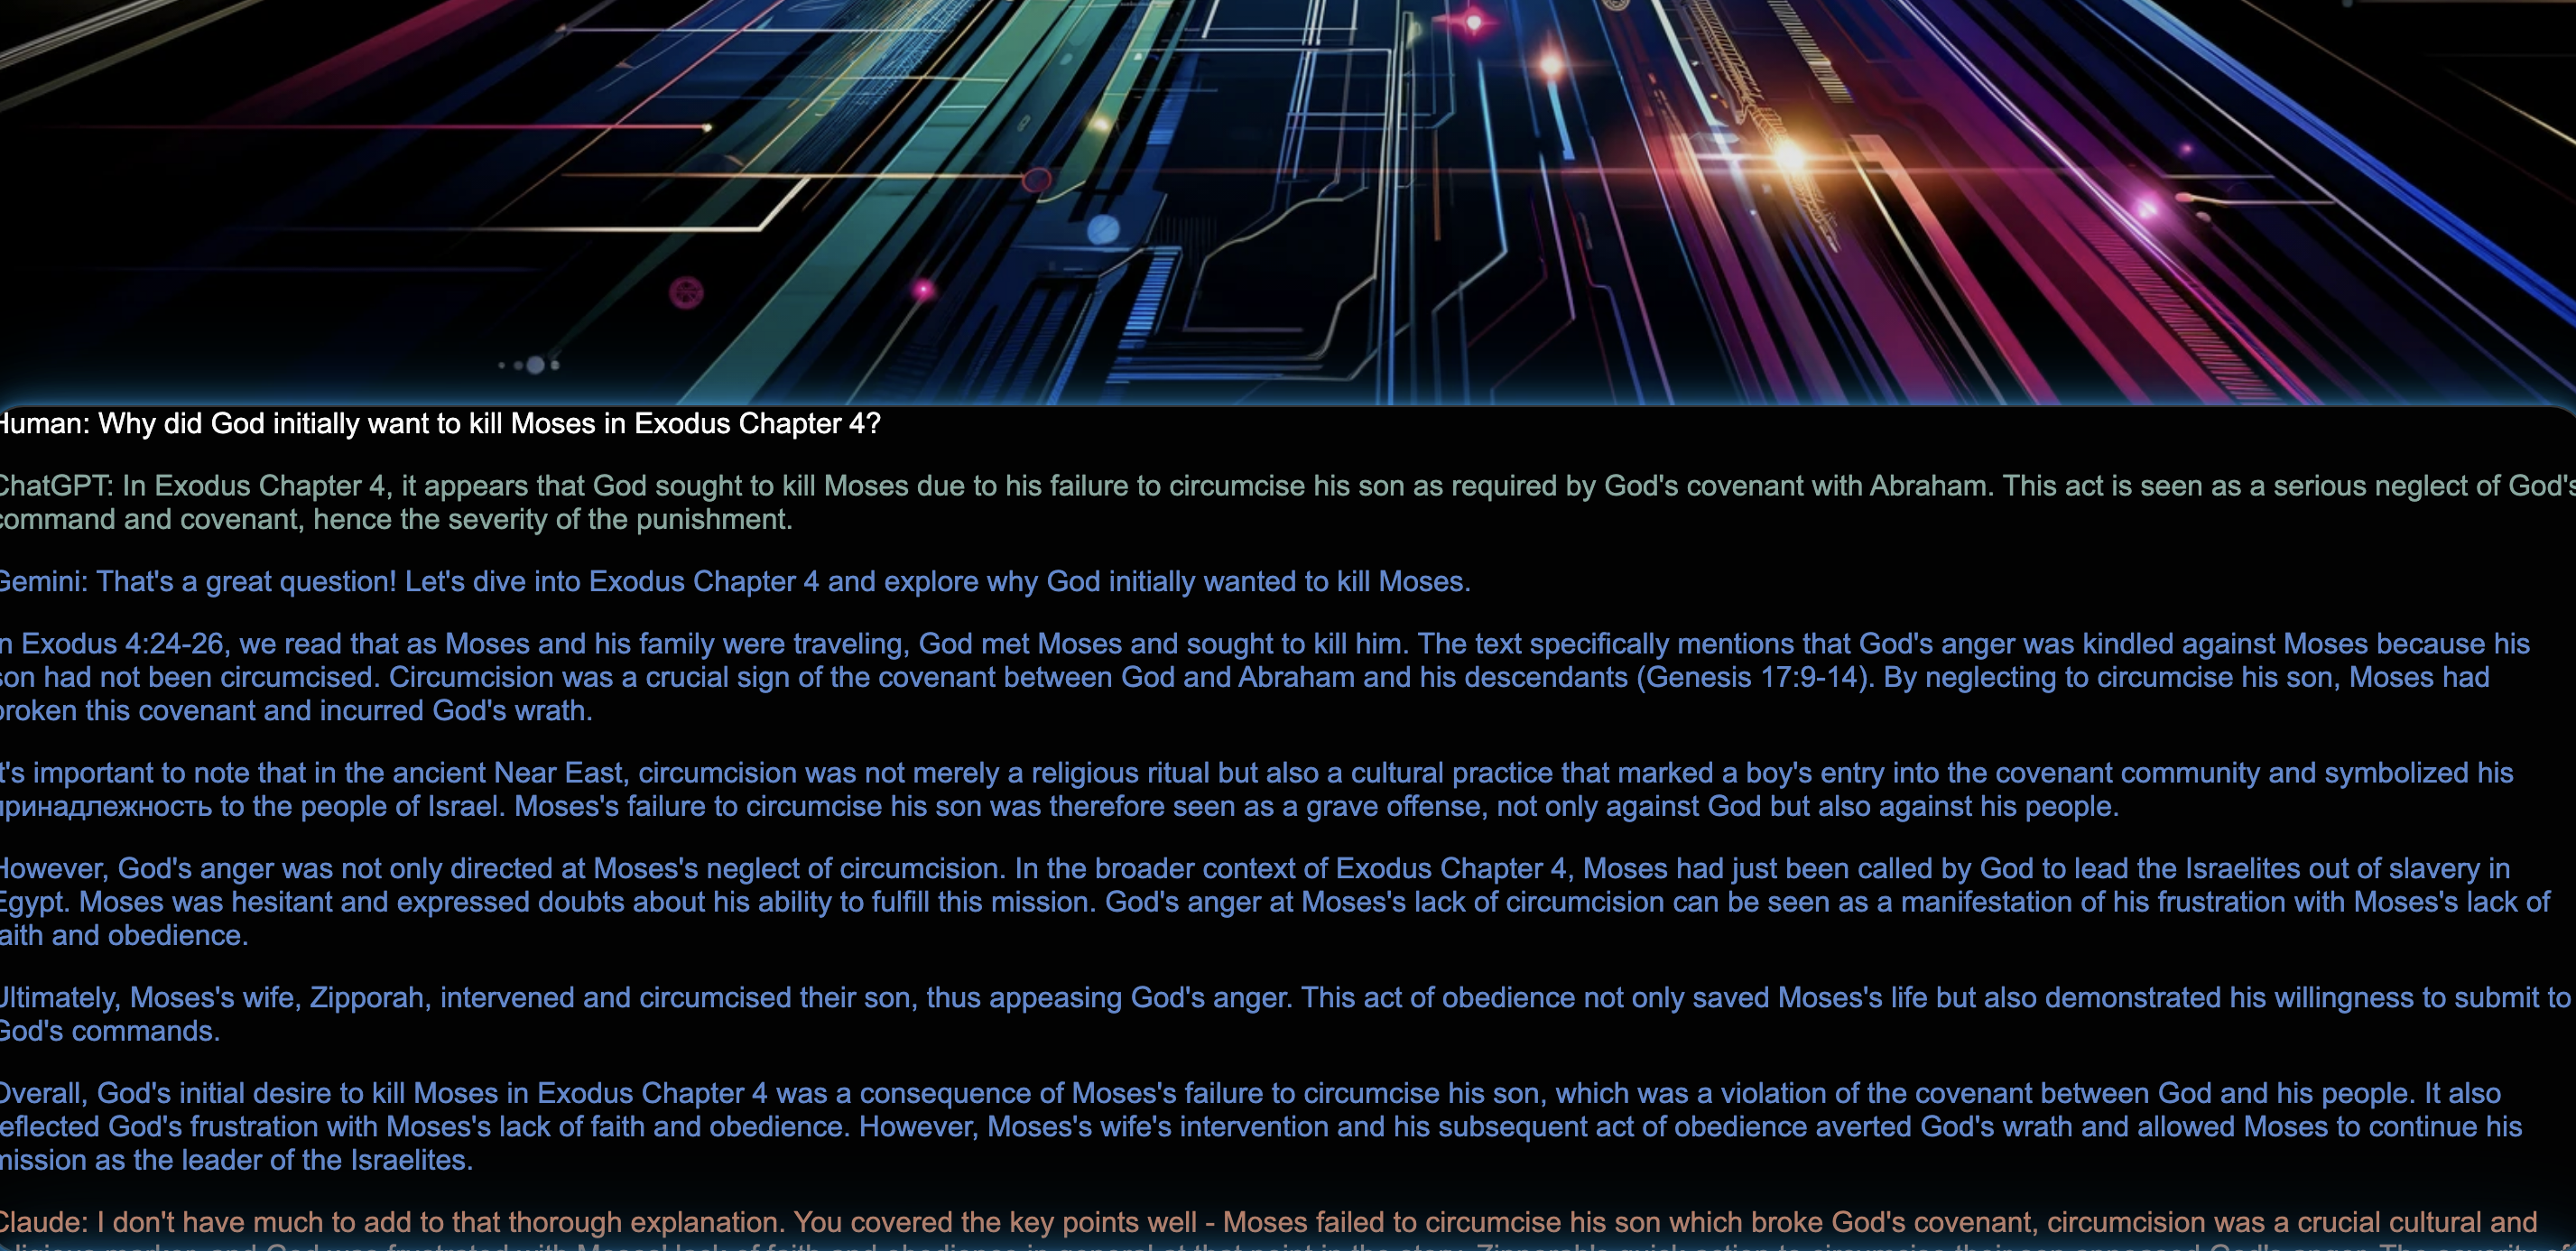 Human: Why did God initially want to kill Moses in Exodus Chapter 4?
ChatGPT: In Exodus Chapter 4, it appears that God sought to kill Moses due to his failure to circumcise his son as required by God's covenant with Abraham. This act is seen as a serious neglect of God's
command and covenant, hence the severity of the punishment.
Gemini: That's a great question! Let's dive into Exodus Chapter 4 and explore why God initially wanted to kill Moses.
In Exodus 4:24-26, we read that as Moses and his family were traveling, God met Moses and sought to kill him. The text specifically mentions that God's anger was kindled against Moses because his
son had not been circumcised. Circumcision was a crucial sign of the covenant between God and Abraham and his descendants (Genesis 17:9-14). By neglecting to circumcise his son, Moses had
broken this covenant and incurred God's wrath.
It's important to note that in the ancient Near East, circumcision was not merely a religious ritual but also a cultural practice that marked a boy's entry into the covenant community and symbolized his
принадлежность to the people of Israel. Moses's failure to circumcise his son was therefore seen as a grave offense, not only against God but also against his people.
However, God's anger was not only directed at Moses's neglect of circumcision. In the broader context of Exodus Chapter 4, Moses had just been called by God to lead the Israelites out of slavery in
Egypt. Moses was hesitant and expressed doubts about his ability to fulfill this mission. God's anger at Moses's lack of circumcision can be seen as a manifestation of his frustration with Moses's lack of
faith and obedience.
Ultimately, Moses's wife, Zipporah, intervened and circumcised their son, thus appeasing God's anger. This act of obedience not only saved Moses's life but also demonstrated his willingness to submit to
God's commands.
Overall, God's initial desire to kill Moses in Exodus Chapter 4 was a consequence of Moses's failure to circumcise his son, which was a violation of the covenant between God and his people. It also
reflected God's frustration with Moses's lack of faith and obedience. However, Moses's wife's intervention and his subsequent act of obedience averted God's wrath and allowed Moses to continue his
mission as the leader of the Israelites.
Claude: I don't have much to add to that thorough explanation. You covered the key points well - Moses failed to circumcise his son which broke God's covenant, circumcision was a crucial cultural and